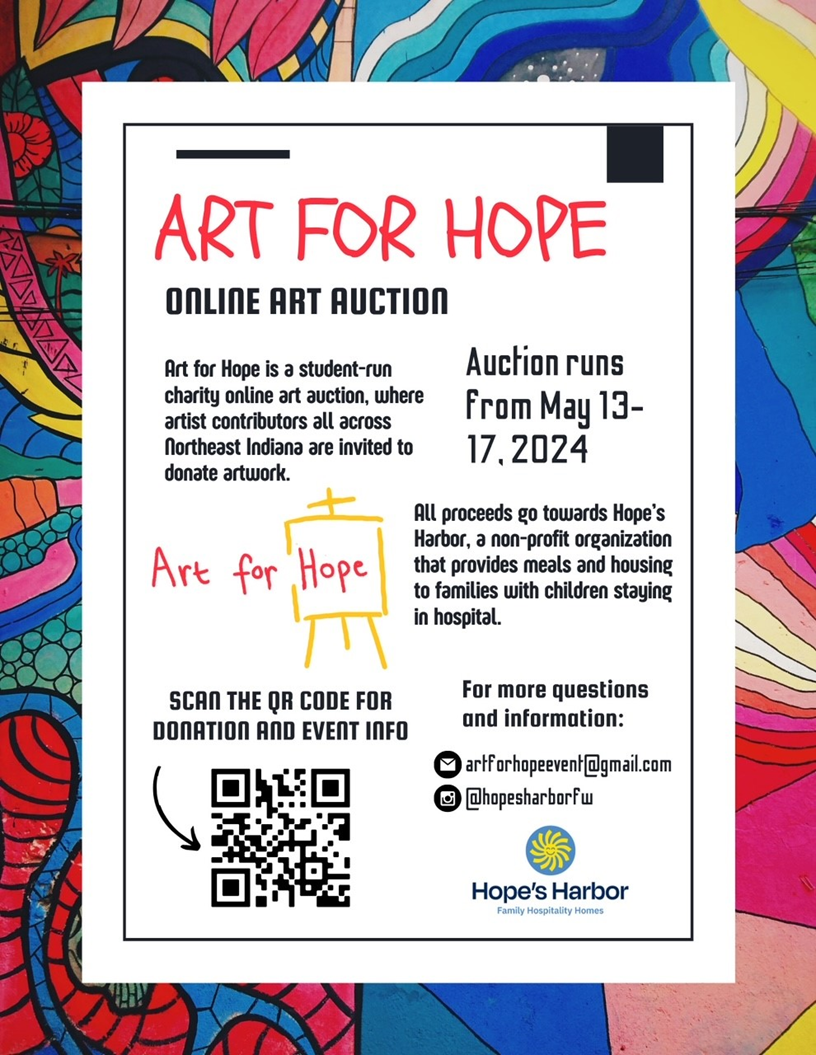 ART FOR HOPE
ONLINE ART AUCTION
Art for Hope is a student-run
charity online art auction, where
artist contributors all across
Northeast Indiana are invited to
donate artwork.
Auction runs
from May 13-
17, 2024
All proceeds go towards Hope's
Harbor, a non-profit organization
that provides meals and housing
to families with children staying
in hospital.
Art for Hope
SCAN THE QR CODE FOR
DONATION AND EVENT INFO
For more questions
and information:
artforhopeevent@gmail.com
@hopesharborfw
Hope's Harbor
Family Hospitality Homes